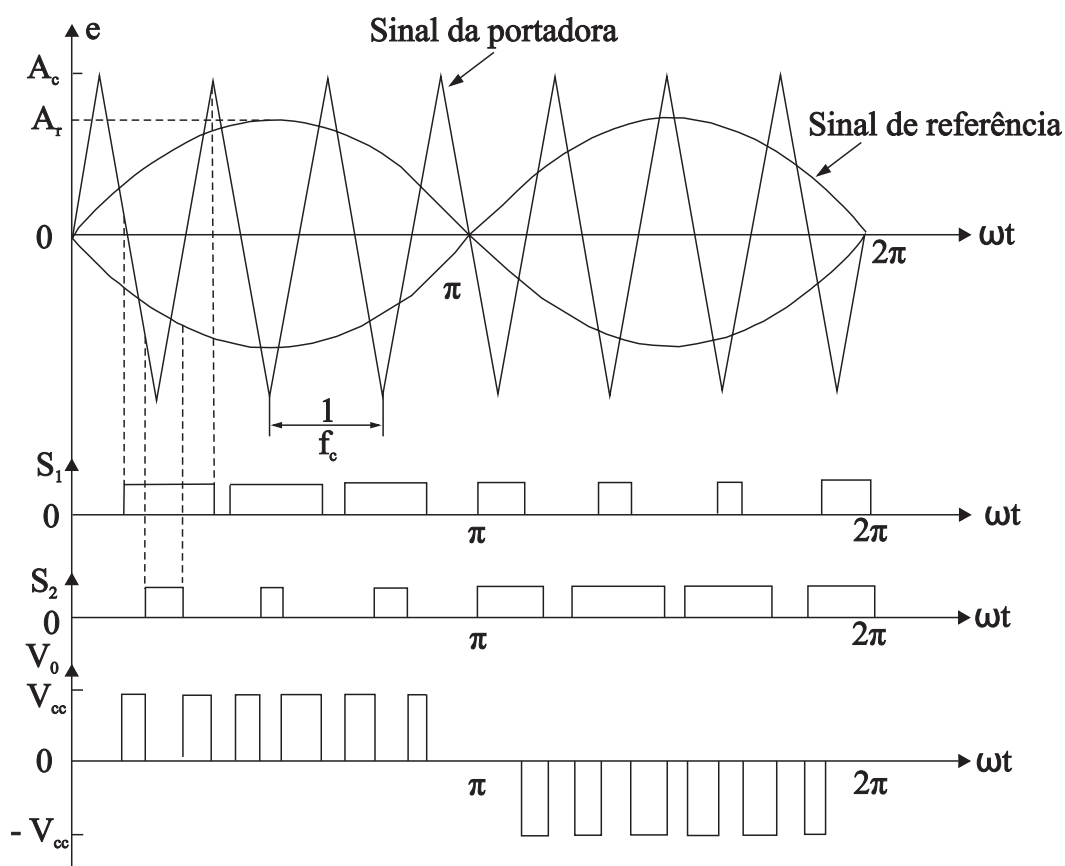 e
Sinal da portadora
A_c
A_r
Sinal de referência
0
ωt
π
2π
1
f_c
S_1
0
π
2π
ωt
S_2
0
π
2π
ωt
V_0
V_cc
0
π
2π
ωt
- V_cc